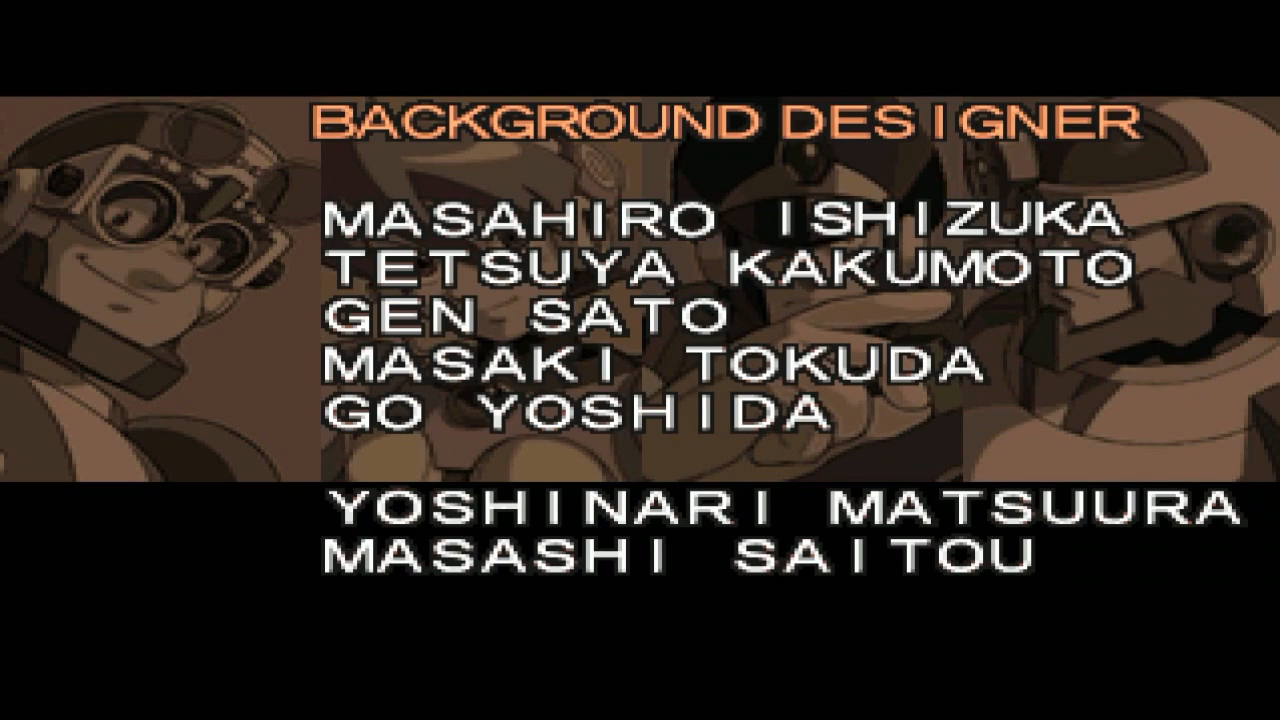 BACKGROUND DESIGNER
MASAHIRO ISHIZUKA
TETSUYA KAKUMOTO
GEN SATO
MASAKI TOKUDA
GO YOSHIDA
YOSHINARI MATSUURA
MASASHI SAITOU